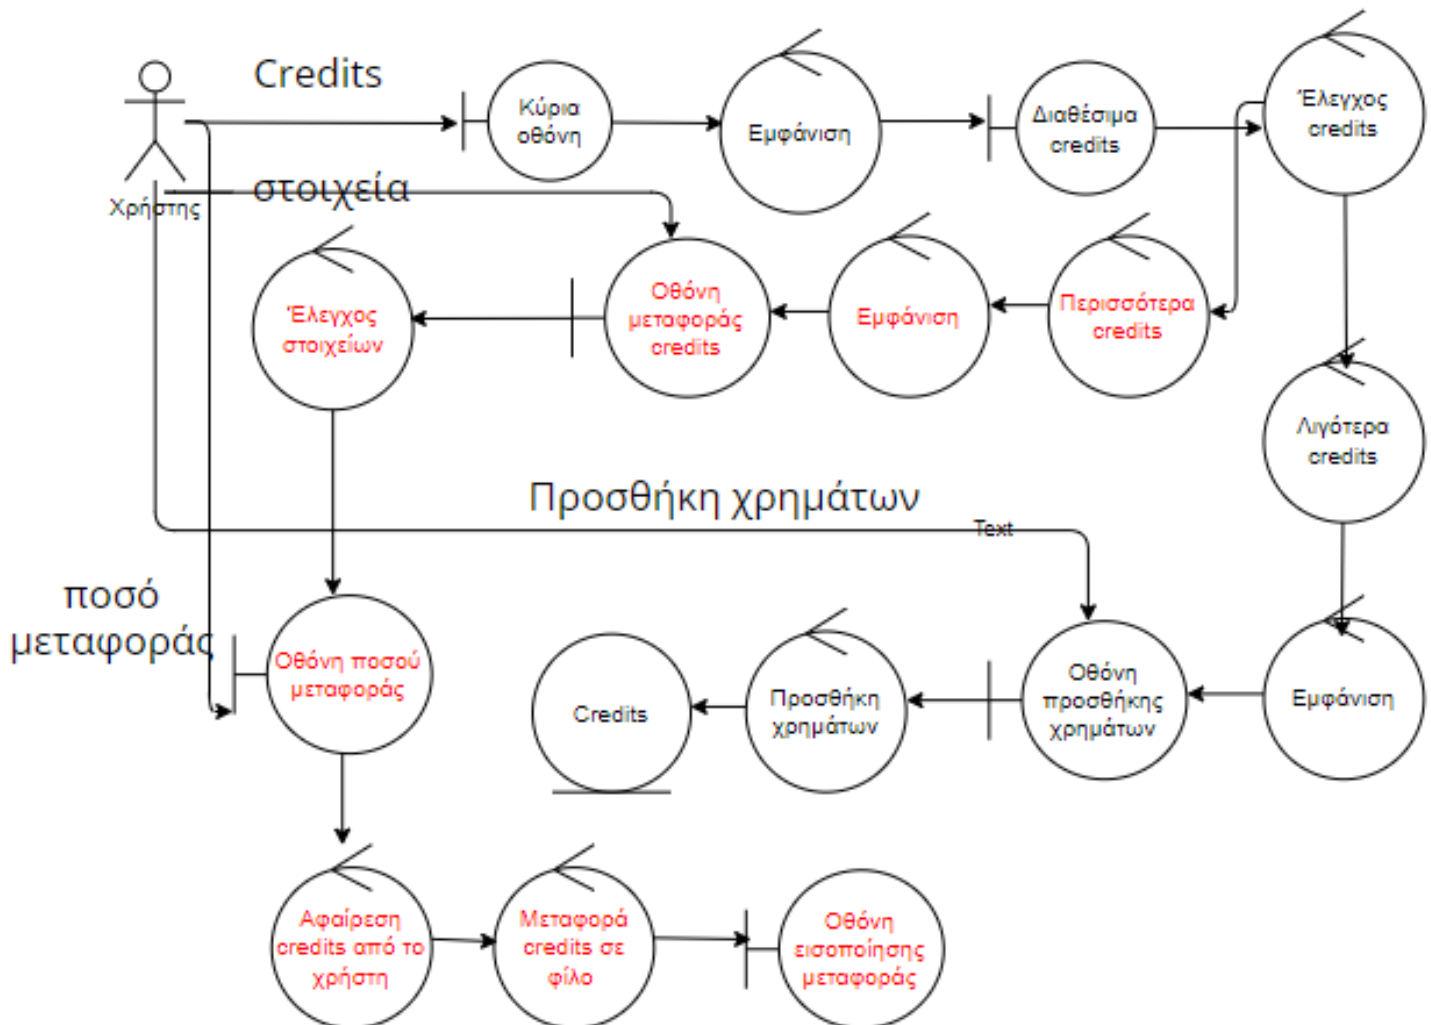 Credits
Κύρια
οθόνη
Εμφάνιση
Διαθέσιμα
credits
Έλεγχος
credits
Χρήστης
στοιχεία
Έλεγχος
στοιχείων
Οθόνη
μεταφοράς
credits
Εμφάνιση
Περισσότερα
credits
Λιγότερα
credits
Προσθήκη χρημάτων
Text
ποσό
μεταφοράς
Οθόνη ποσού
μεταφοράς
Credits
Προσθήκη
χρημάτων
Οθόνη
προσθήκης
χρημάτων
Εμφάνιση
Αφαίρεση
credits από το
χρήστη
Μεταφορά
credits σε
φίλο
Οθόνη
εισοποίησης
μεταφοράς